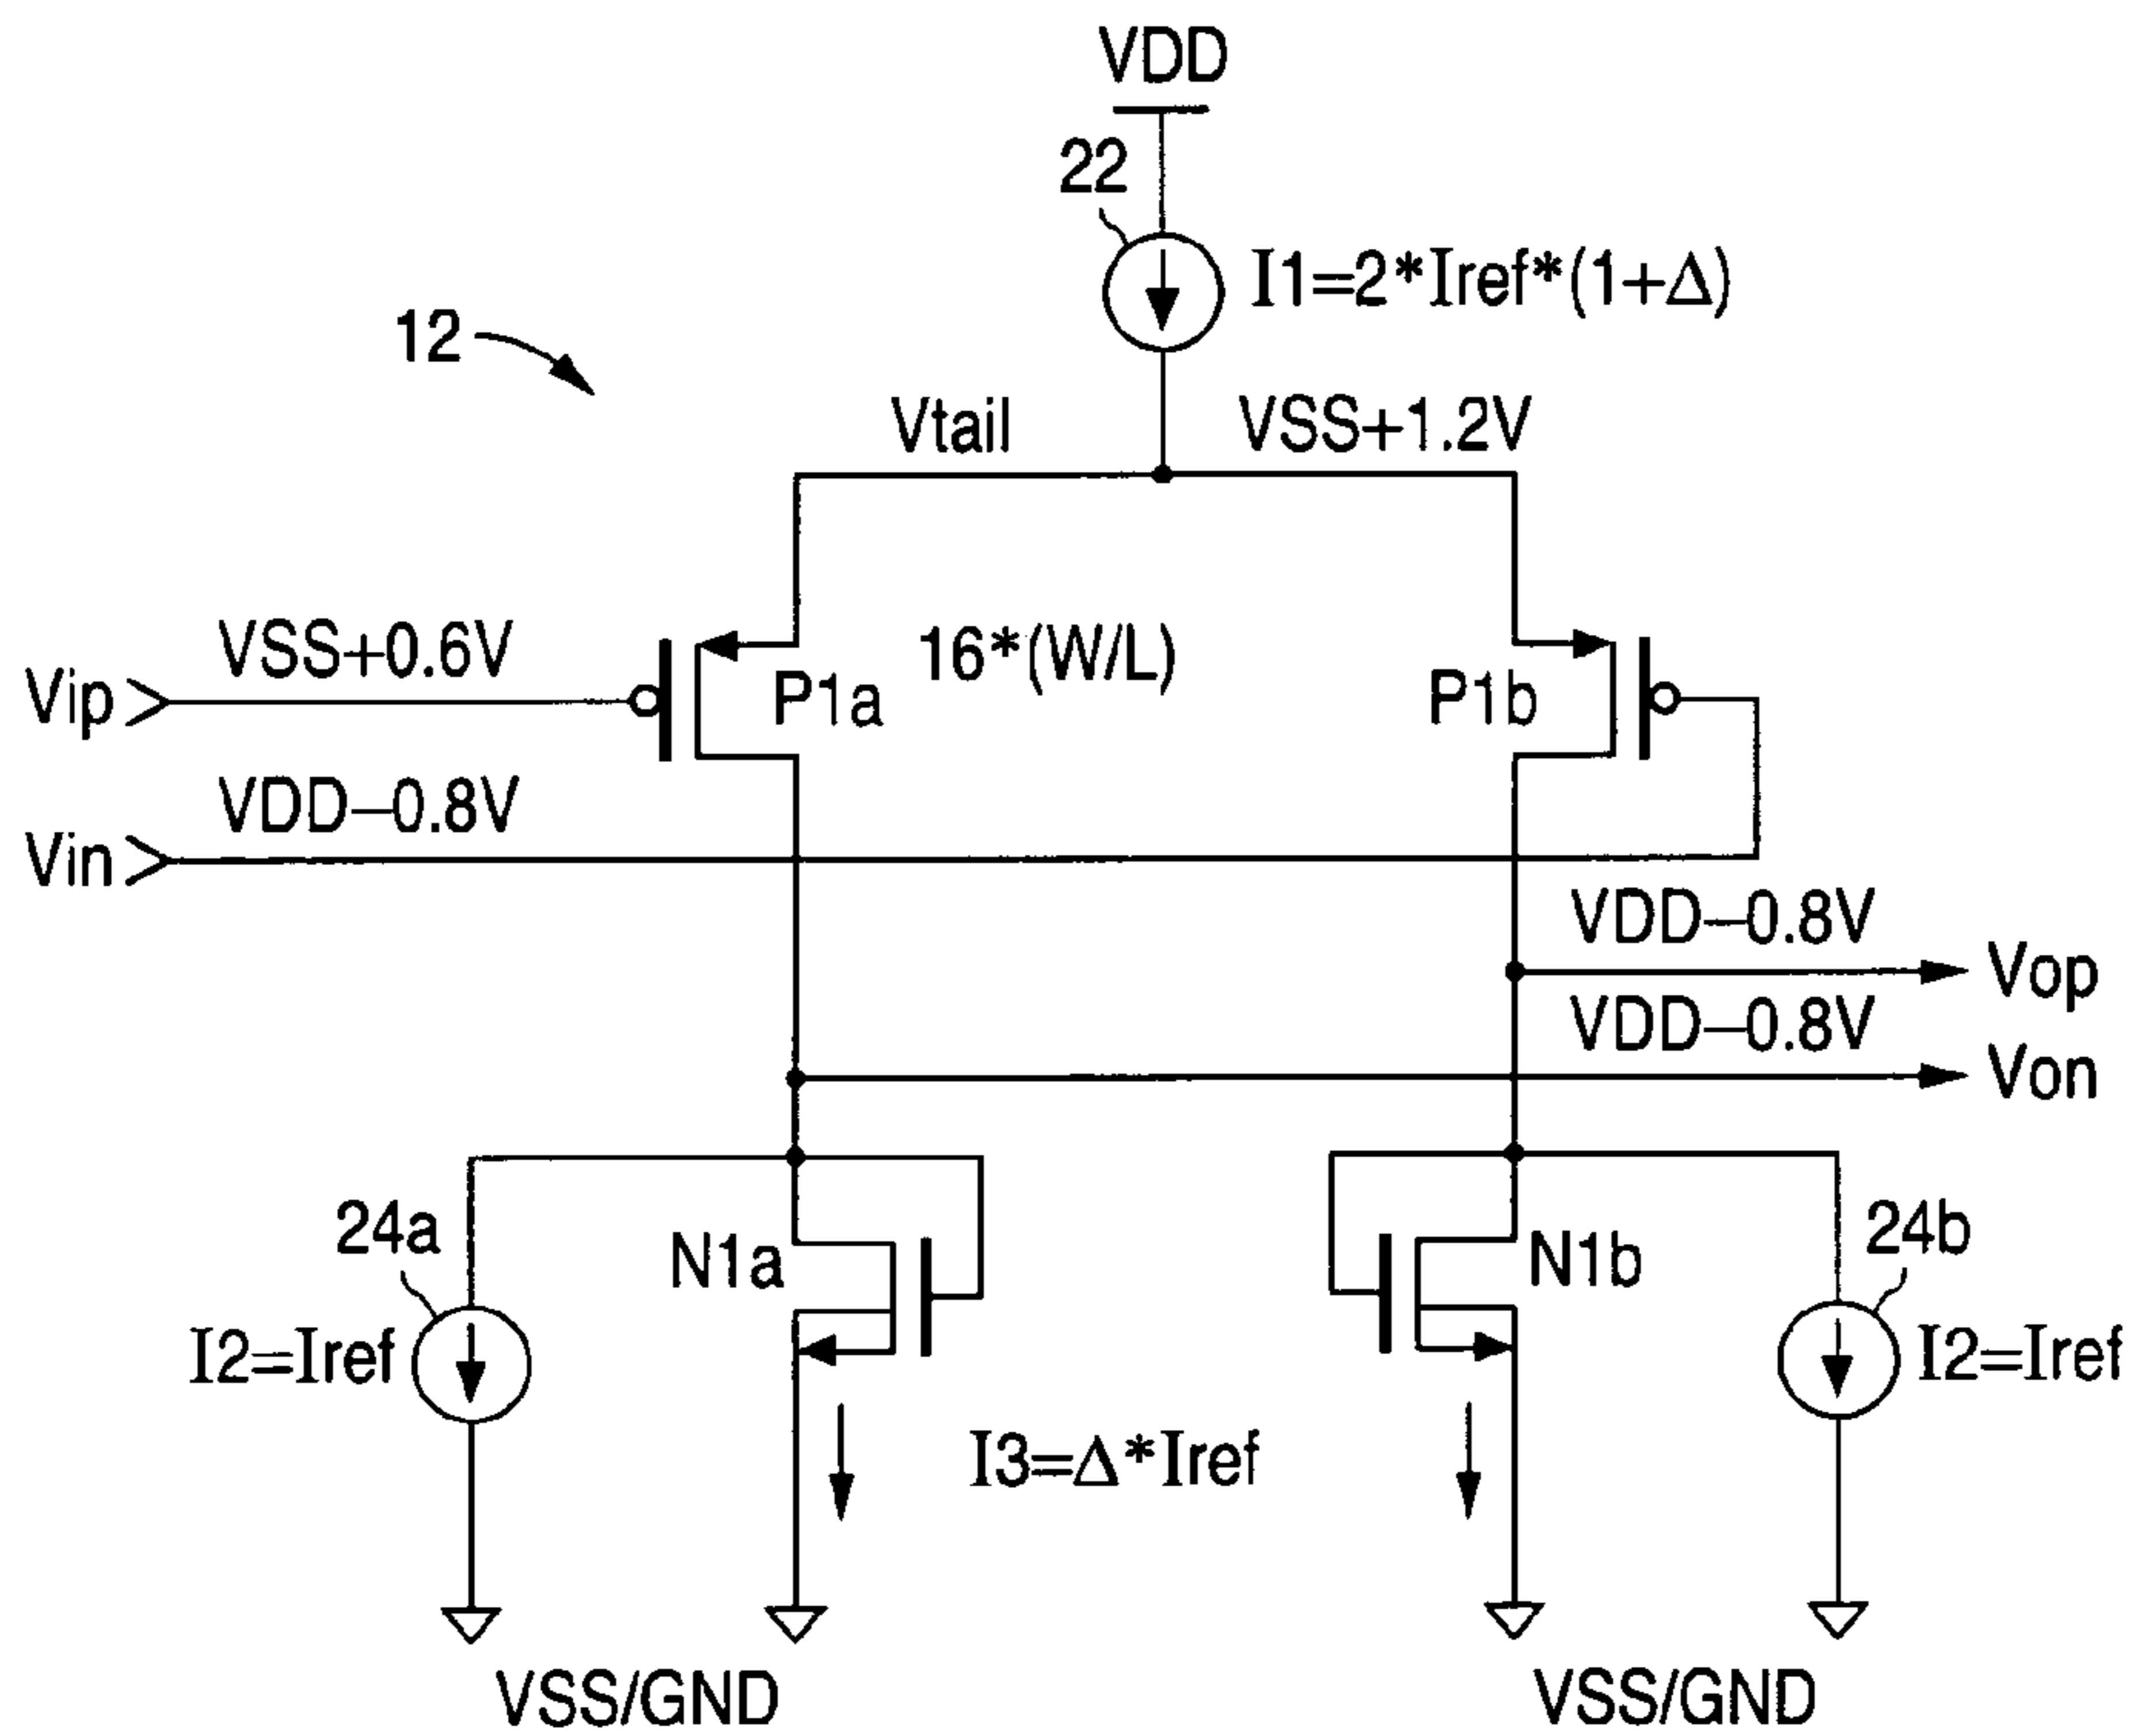 VDD
22
I1=2*Iref*(1+Δ)
12
Vtail
VSS+1.2V
VSS+0.6V
Vip
P1a
16*(W/L)
P1b
VDD–0.8V
Vin
VDD–0.8V
Vop
VDD–0.8V
Von
24a
N1a
N1b
24b
I2=Iref
I2=Iref
I3=Δ*Iref
VSS/GND
VSS/GND